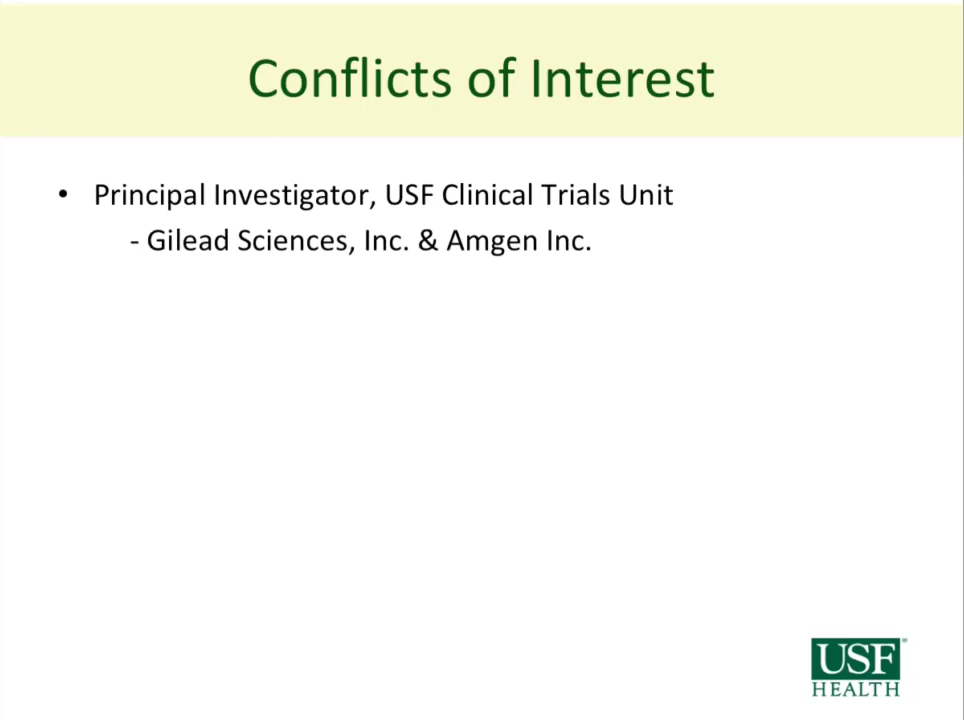 Conflicts of Interest
• Principal Investigator, USF Clinical Trials Unit
- Gilead Sciences, Inc. & Amgen Inc.
USF
HEALTH